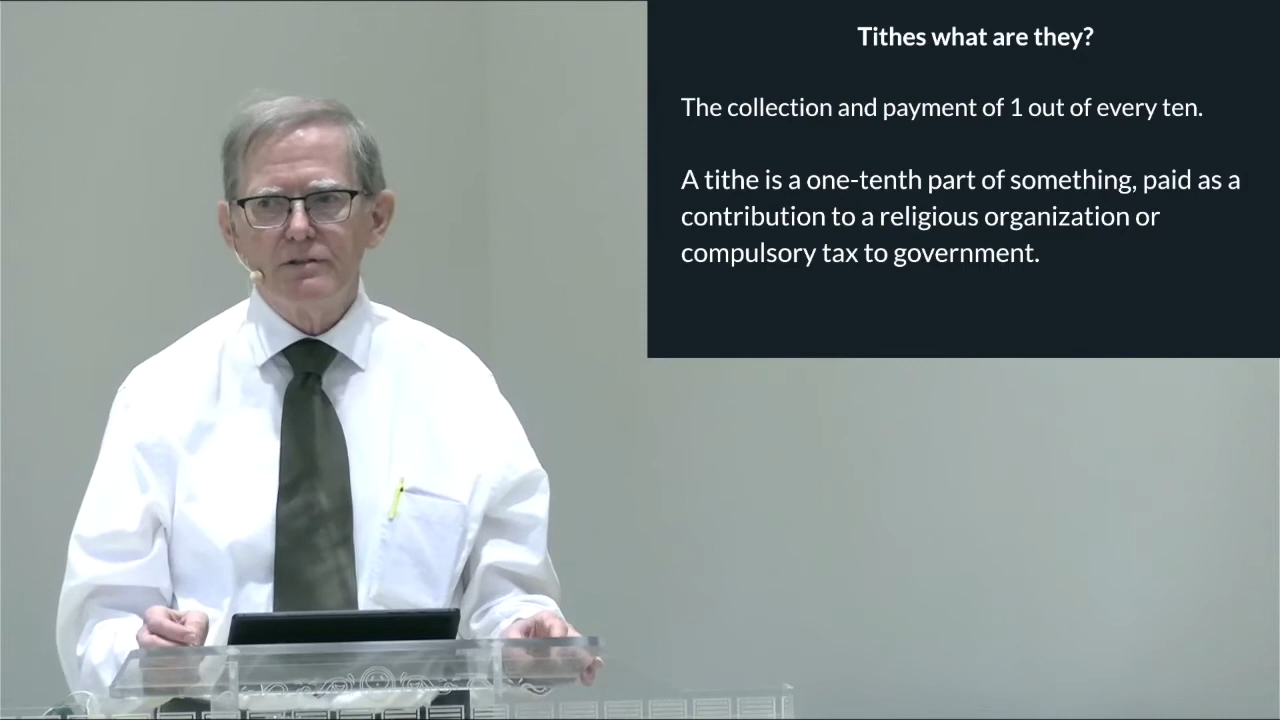 Tithes what are they?
The collection and payment of 1 out of every ten.
A tithe is a one-tenth part of something, paid as a
contribution to a religious organization or
compulsory tax to government.